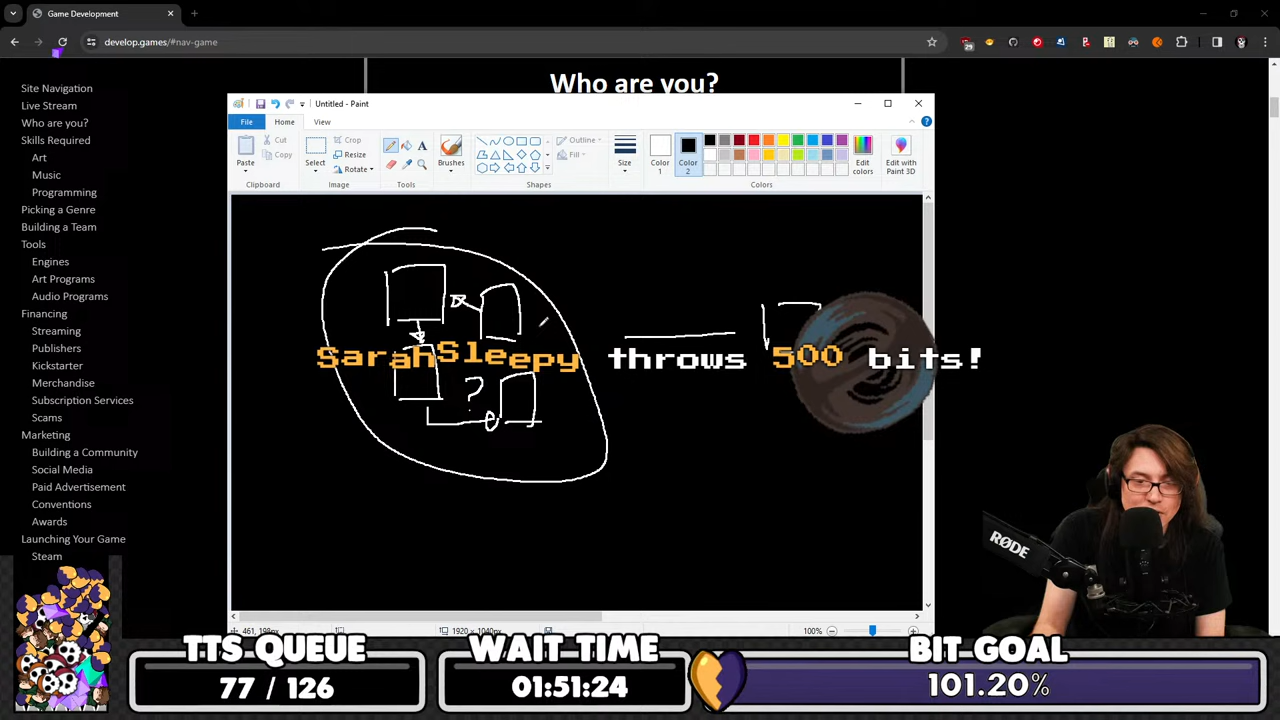 Game Development
develop.games/#nav-game
29
Site Navigation
Live Stream
Who are you?
Skills Required
Art
Music
Programming
Picking a Genre
Building a Team
Tools
Engines
Art Programs
Audio Programs
Financing
Streaming
Publishers
Kickstarter
Merchandise
Subscription Services
Scams
Marketing
Building a Community
Social Media
Paid Advertisement
Conventions
Awards
Launching Your Game
Steam
Who are you?
Untitled - Paint
File
Home
View
Paste
Cut
Copy
Clipboard
Select
Crop
Resize
Rotate
Image
A
Tools
Brushes
Outline
Fill
Shapes
Size
Color
1
Color
2
Edit
colors
Edit with
Paint 3D
Colors
?
SarahSleepy throws 500 bits!
RØDE
1920 × 1040px
100%
TTS QUEUE
77 / 126
WAIT TIME
01:51:24
BIT GOAL
101.20%